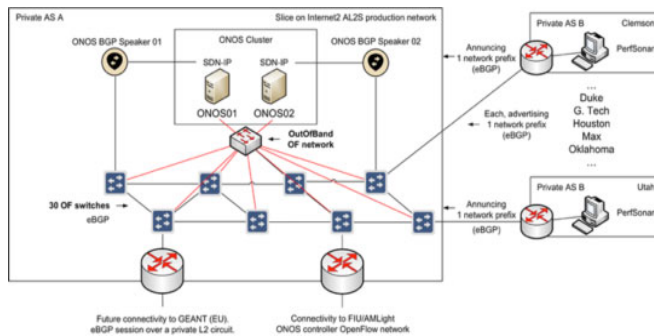 Private AS A
Slice on Internet2 AL2S production network
ONOS BGP Speaker 01
ONOS Cluster
ONOS BGP Speaker 02
SDN-IP
SDN-IP
ONOS01
ONOS02
OutOfBand
OF network
30 OF switches
eBGP
Private AS B
Clemson
Annuncing
1 network prefix
(eBGP)
PerfSonar
...
Duke
G. Tech
Houston
Max
Oklahoma
...
Each, advertising
1 network prefix
(eBGP)
Private AS B
Utah
Annuncing
1 network prefix
(eBGP)
PerfSonar
Future connectivity to GEANT (EU).
eBGP session over a private L2 circuit.
Connectivity to FIU/AMLight
ONOS controller OpenFlow network